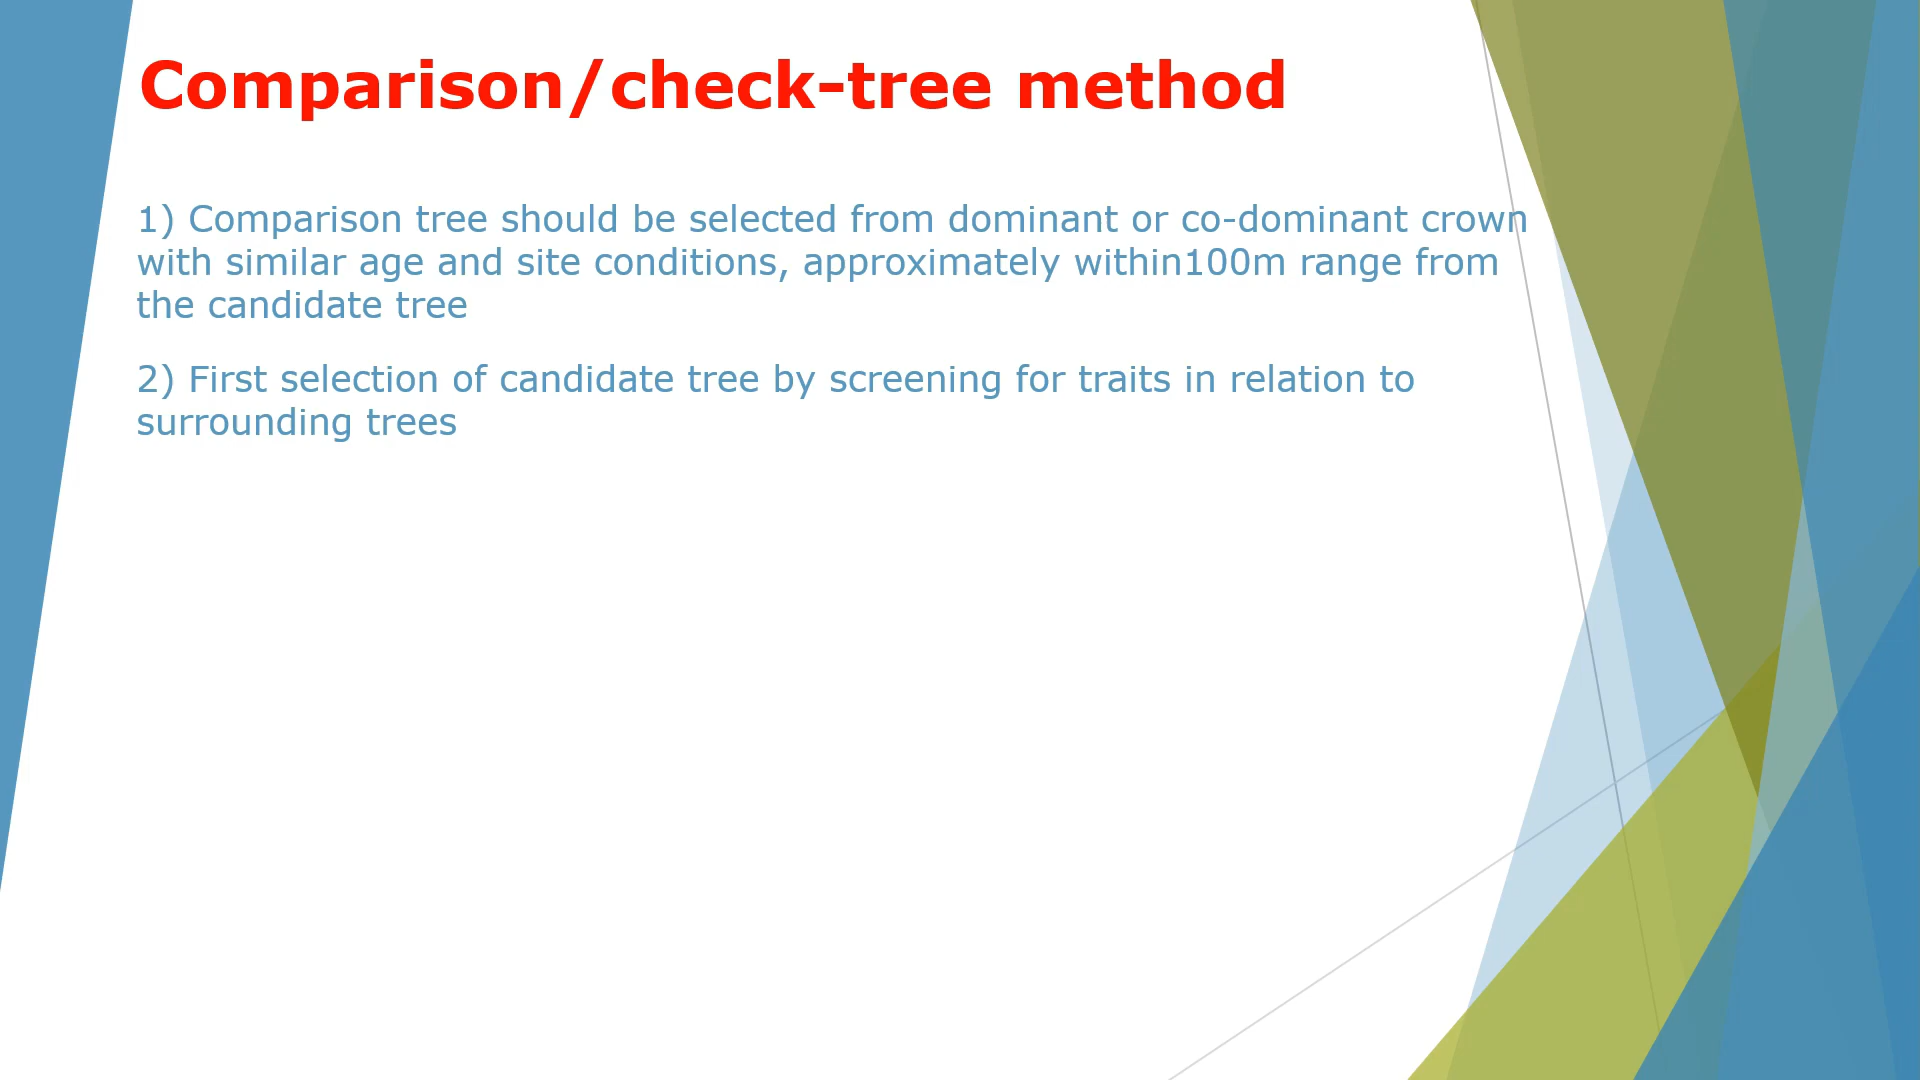 Comparison/check-tree method
1) Comparison tree should be selected from dominant or co-dominant crown
with similar age and site conditions, approximately within100m range from
the candidate tree
2) First selection of candidate tree by screening for traits in relation to
surrounding trees